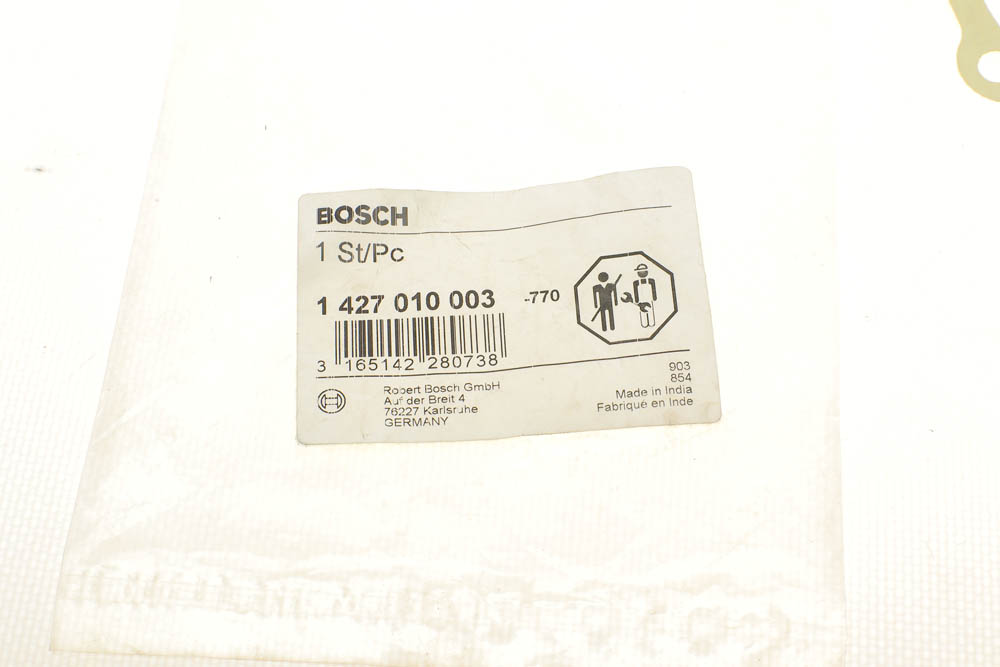 BOSCH
1 St/Pc
1 427 010 003 -770
3 165142 280738
903
854
Robert Bosch GmbH
Auf der Breit 4
76227 Karlsruhe
GERMANY
Made in India
Fabriqué en Inde